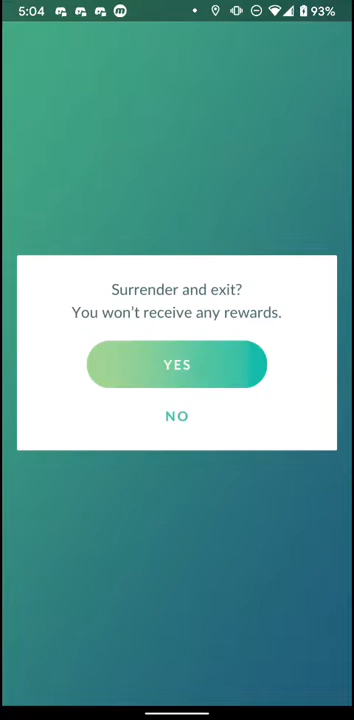 5:04
93%
Surrender and exit?
You won't receive any rewards.
YES
NO